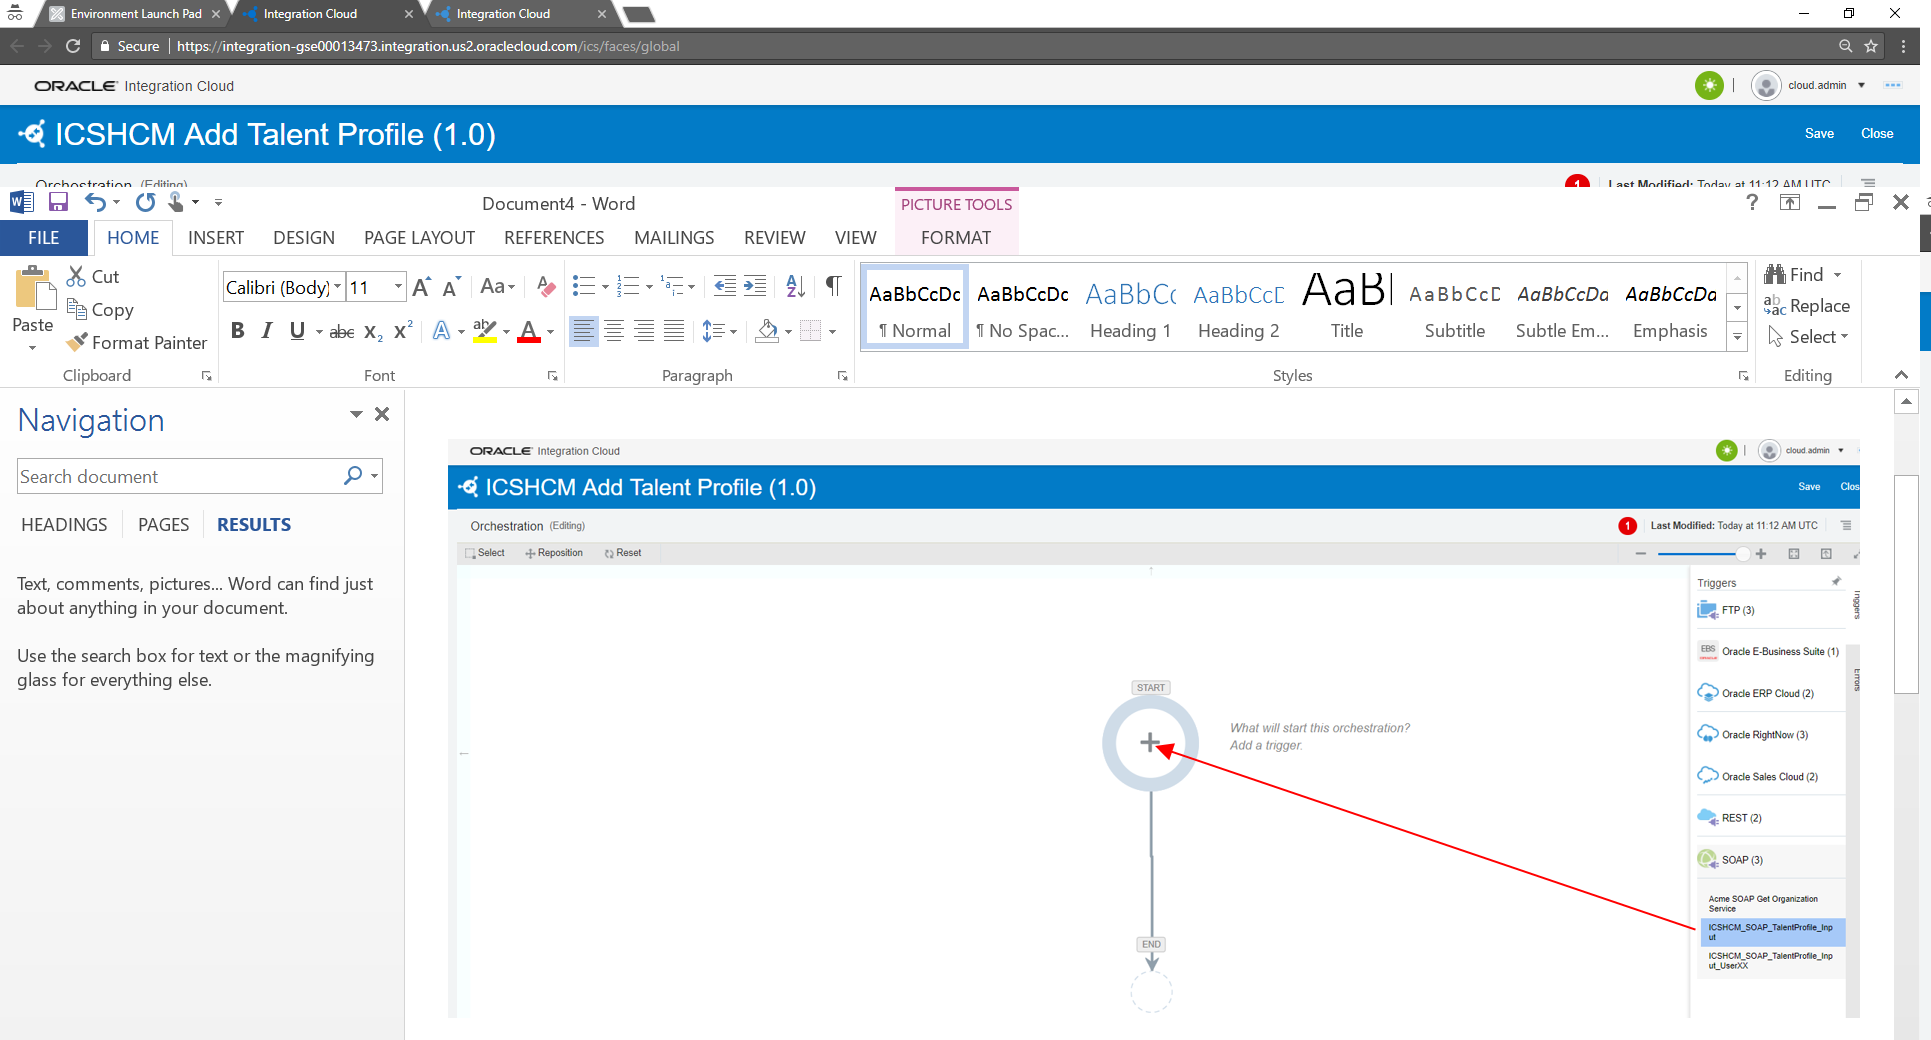 Environment Launch Pad
Integration Cloud
Integration Cloud
Secure
https://integration-gse00013473.integration.us2.oraclecloud.com/ics/faces/global
ORACLE Integration Cloud
cloud.admin
ICSHCM Add Talent Profile (1.0)
Save Close
Orchestration (Editing)
1 Last Modified: Today at 11:12 AM UTC
Document4 - Word
PICTURE TOOLS
FILE HOME INSERT DESIGN PAGE LAYOUT REFERENCES MAILINGS REVIEW VIEW FORMAT
Paste
Cut
Copy
Format Painter
Clipboard
Calibri (Body) 11
Font
Paragraph
AaBbCcDc AaBbCcDc AaBbCc AaBbCcD AaBl AaBbCcD AaBbCcDa AaBbCcDa
¶ Normal ¶ No Spac... Heading 1 Heading 2 Title Subtitle Subtle Em... Emphasis
Styles
Find
Replace
Select
Editing
Navigation
Search document
HEADINGS PAGES RESULTS
Text, comments, pictures... Word can find just
about anything in your document.
Use the search box for text or the magnifying
glass for everything else.
ORACLE Integration Cloud
cloud.admin
ICSHCM Add Talent Profile (1.0)
Save Clos
Orchestration (Editing)
1 Last Modified: Today at 11:12 AM UTC
Select Reposition Reset
START
What will start this orchestration?
Add a trigger.
END
Triggers
FTP (3)
EBS Oracle E-Business Suite (1)
Oracle ERP Cloud (2)
Oracle RightNow (3)
Oracle Sales Cloud (2)
REST (2)
SOAP (3)
Acme SOAP Get Organization
Service
ICSHCM_SOAP_TalentProfile_Inp
ut
ICSHCM_SOAP_TalentProfile_Inp
ut_UserXX
Triggers
Errors